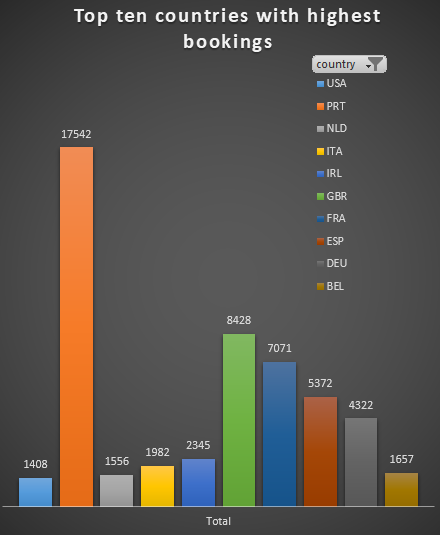 Top ten countries with highest
bookings
country
USA
PRT
NLD
ITA
IRL
GBR
FRA
ESP
DEU
BEL
1408
17542
1556
1982
2345
8428
7071
5372
4322
1657
Total